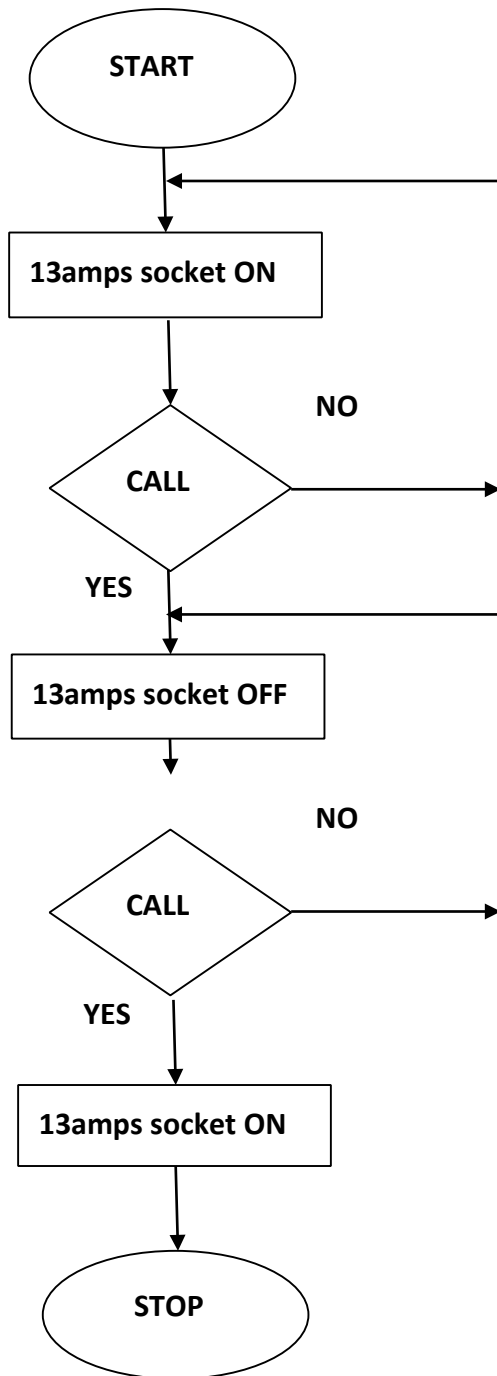 START
13amps socket ON
NO
CALL
YES
13amps socket OFF
NO
CALL
YES
13amps socket ON
STOP